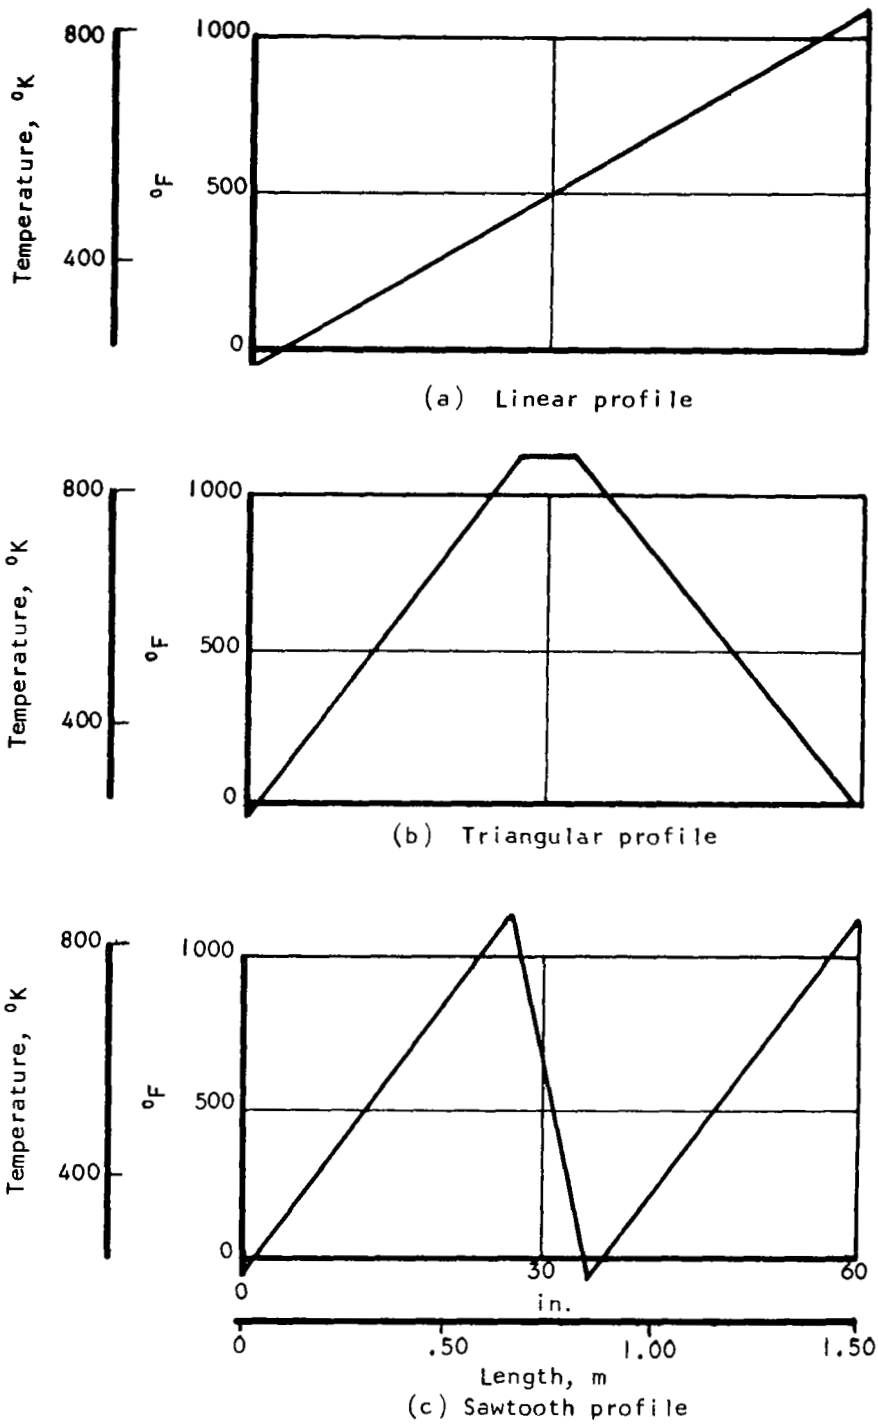 800
1000
Temperature, °K
°F
500
400
0
(a) Linear profile
800
1000
Temperature, °K
°F
500
400
0
(b) Triangular profile
800
1000
Temperature, °K
°F
500
400
0
0 30 60
in.
0 .50 1.00 1.50
Length, m
(c) Sawtooth profile